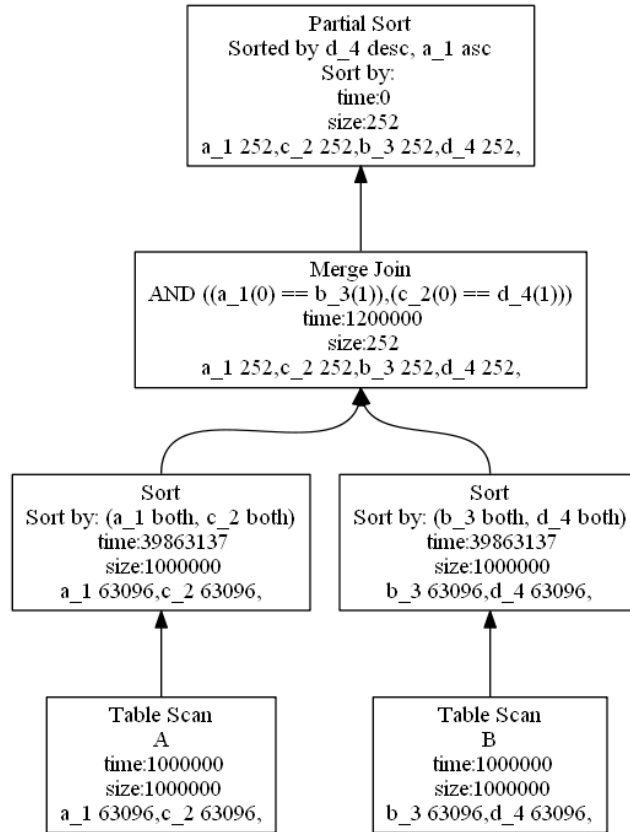 Partial Sort
Sorted by d_4 desc, a_1 asc
Sort by:
time:0
size:252
a_1 252,c_2 252,b_3 252,d_4 252,
Merge Join
AND ((a_1(0) == b_3(1)),(c_2(0) == d_4(1)))
time:1200000
size:252
a_1 252,c_2 252,b_3 252,d_4 252,
Sort
Sort by: (a_1 both, c_2 both)
time:39863137
size:1000000
a_1 63096,c_2 63096,
Sort
Sort by: (b_3 both, d_4 both)
time:39863137
size:1000000
b_3 63096,d_4 63096,
Table Scan
A
time:1000000
size:1000000
a_1 63096,c_2 63096,
Table Scan
B
time:1000000
size:1000000
b_3 63096,d_4 63096,